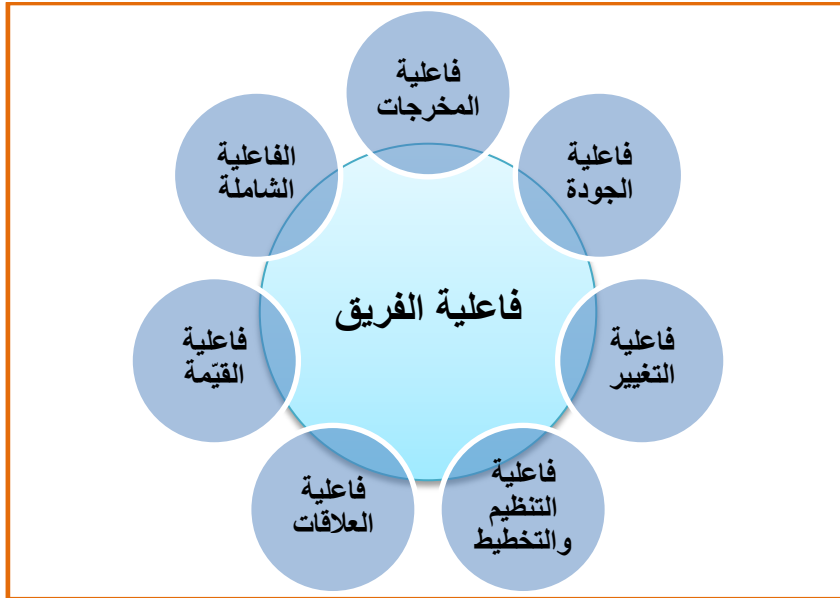 فاعلية
المخرجات
فاعلية
الجودة
فاعلية
التغيير
فاعلية
التنظيم
والتخطيط
فاعلية
العلاقات
فاعلية
القيّمة
الفاعلية
الشاملة
فاعلية الفريق